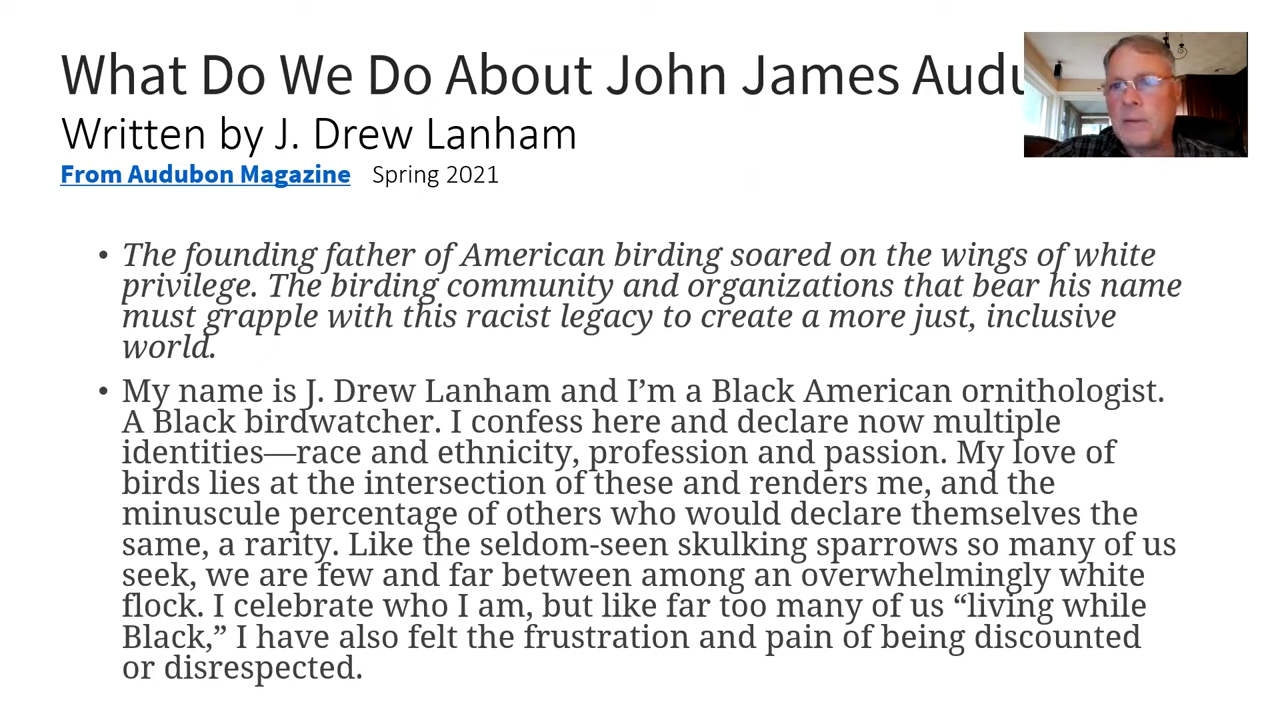 What Do We Do About John James Audu
Written by J. Drew Lanham
From Audubon Magazine Spring 2021
• The founding father of American birding soared on the wings of white
privilege. The birding community and organizations that bear his name
must grapple with this racist legacy to create a more just, inclusive
world.
• My name is J. Drew Lanham and I’m a Black American ornithologist.
A Black birdwatcher. I confess here and declare now multiple
identities—race and ethnicity, profession and passion. My love of
birds lies at the intersection of these and renders me, and the
minuscule percentage of others who would declare themselves the
same, a rarity. Like the seldom-seen skulking sparrows so many of us
seek, we are few and far between among an overwhelmingly white
flock. I celebrate who I am, but like far too many of us “living while
Black,” I have also felt the frustration and pain of being discounted
or disrespected.